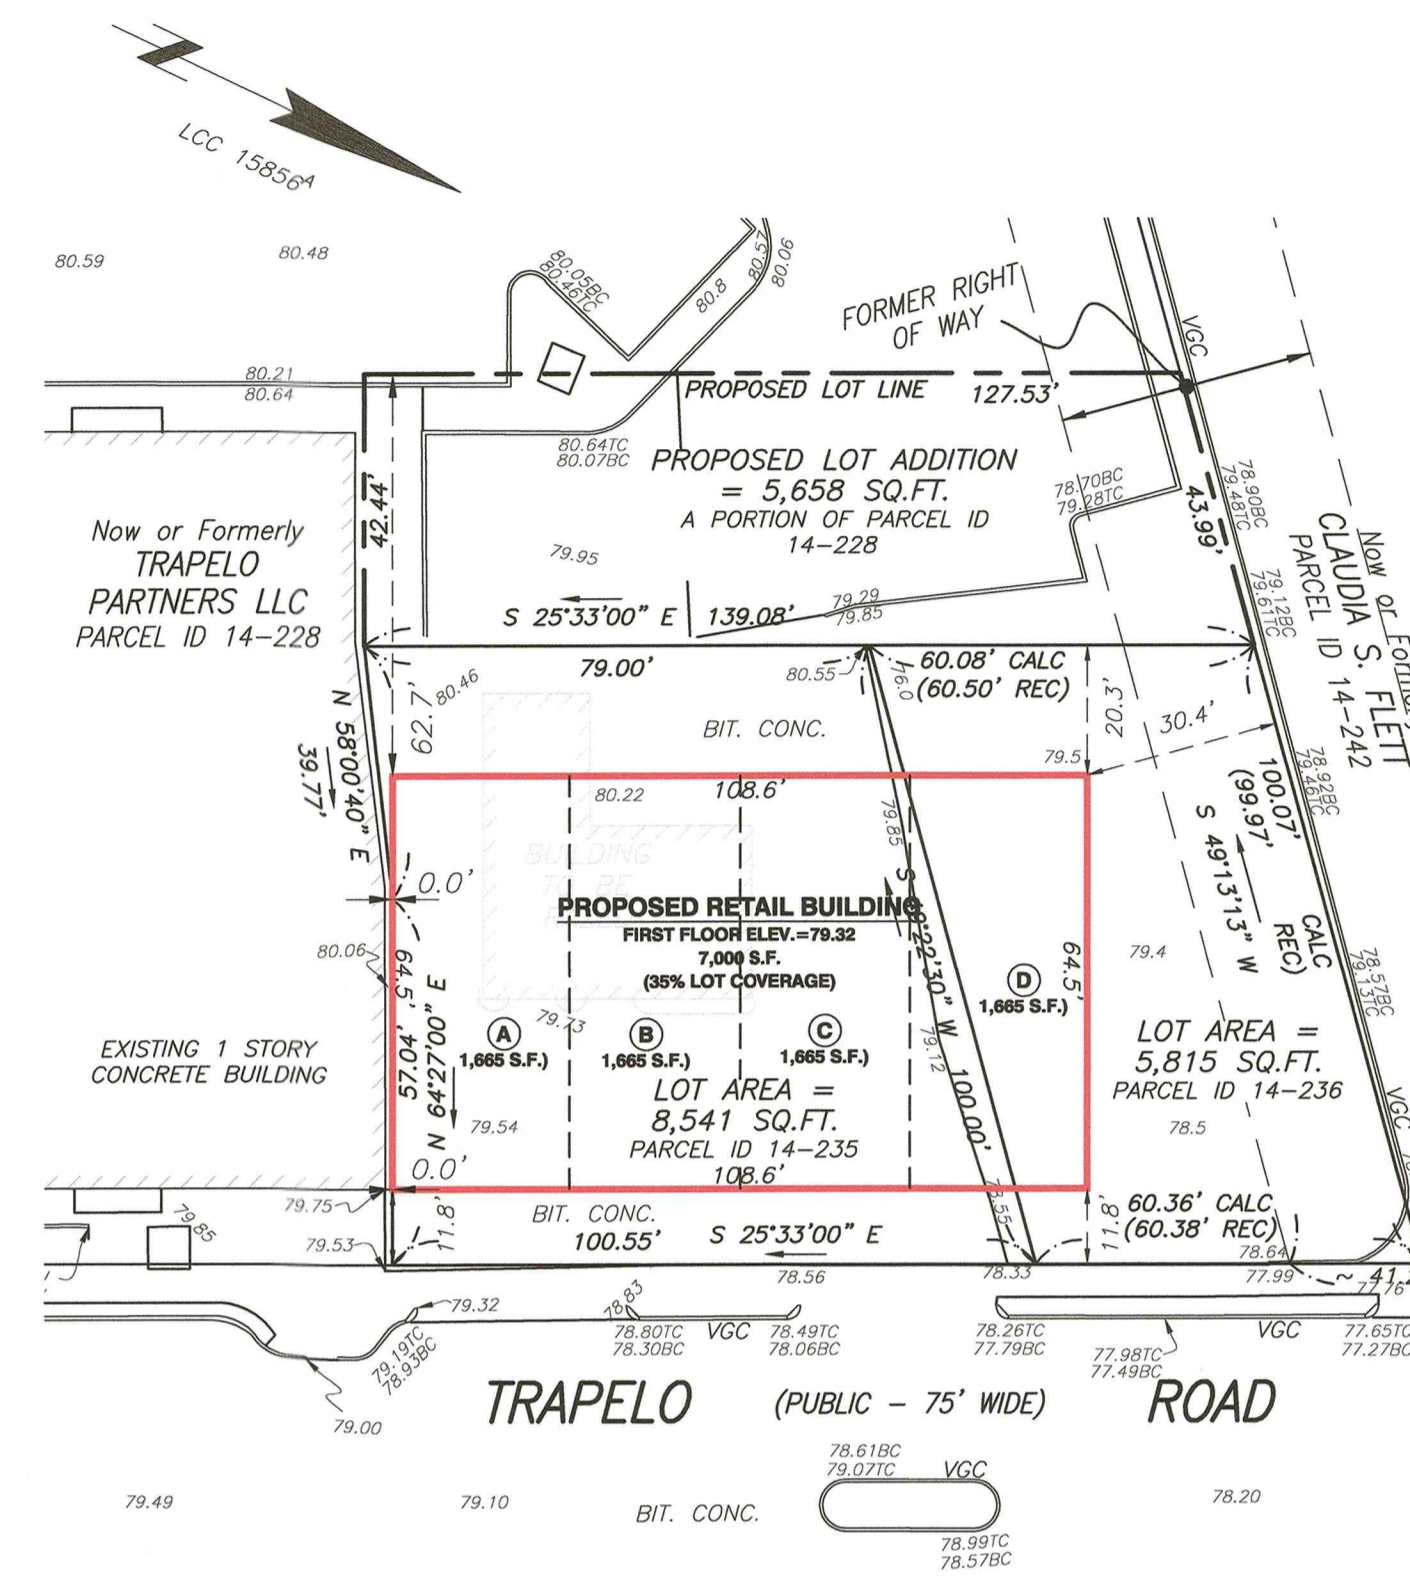 LCC 15856A
80.59
80.48
80.05BC
80.46TC
80.8
80.57
80.06
FORMER RIGHT
OF WAY
VGC
80.21
80.64
PROPOSED LOT LINE 127.53'
80.64TC
80.07BC
PROPOSED LOT ADDITION
= 5,658 SQ.FT.
A PORTION OF PARCEL ID
14-228
78.70BC
79.28TC
43.99'
78.90BC
79.48TC
42.44'
Now or Formerly
TRAPELO
PARTNERS LLC
PARCEL ID 14-228
79.95
CLAUDIA S. FLETT
PARCEL ID 14-242
79.12BC
79.61TC
S 25°33'00" E 139.08'
79.29
79.85
79.00'
80.55
76.0
60.08' CALC
(60.50' REC)
80.46
62.7'
BIT. CONC.
20.3'
30.4'
79.5
N 58°00'40" E
39.77'
80.22
108.6'
79.85
100.07' CALC
(99.97' REC)
S 49°13'13" W
78.92BC
79.46TC
0.0'
BUILDING
TO BE
PROPOSED RETAIL BUILDING
FIRST FLOOR ELEV.=79.32
7,000 S.F.
(35% LOT COVERAGE)
80.06
64.5'
57.04'
N 64°27'00" E
22'30" W 100.00'
64.5'
79.4
78.57BC
79.13TC
D
1,665 S.F.)
79.73
79.12
A
1,665 S.F.)
B
1,665 S.F.)
C
1,665 S.F.)
EXISTING 1 STORY
CONCRETE BUILDING
LOT AREA =
8,541 SQ.FT.
PARCEL ID 14-235
LOT AREA =
5,815 SQ.FT.
PARCEL ID 14-236
VGC
79.54
78.5
0.0'
108.6'
79.75
79.85
79.53
11.8'
BIT. CONC.
100.55'
S 25°33'00" E
78.55
11.8'
60.36' CALC
(60.38' REC)
78.64
78.56
78.33
77.99
77.76
79.32
78.83
79.19TC
78.93BC
78.80TC
78.30BC
VGC
78.49TC
78.06BC
78.26TC
77.79BC
77.98TC
77.49BC
VGC
77.65TC
77.27BC
79.00
TRAPELO (PUBLIC - 75' WIDE) ROAD
78.61BC
79.07TC
VGC
79.49
79.10
BIT. CONC.
78.20
78.99TC
78.57BC